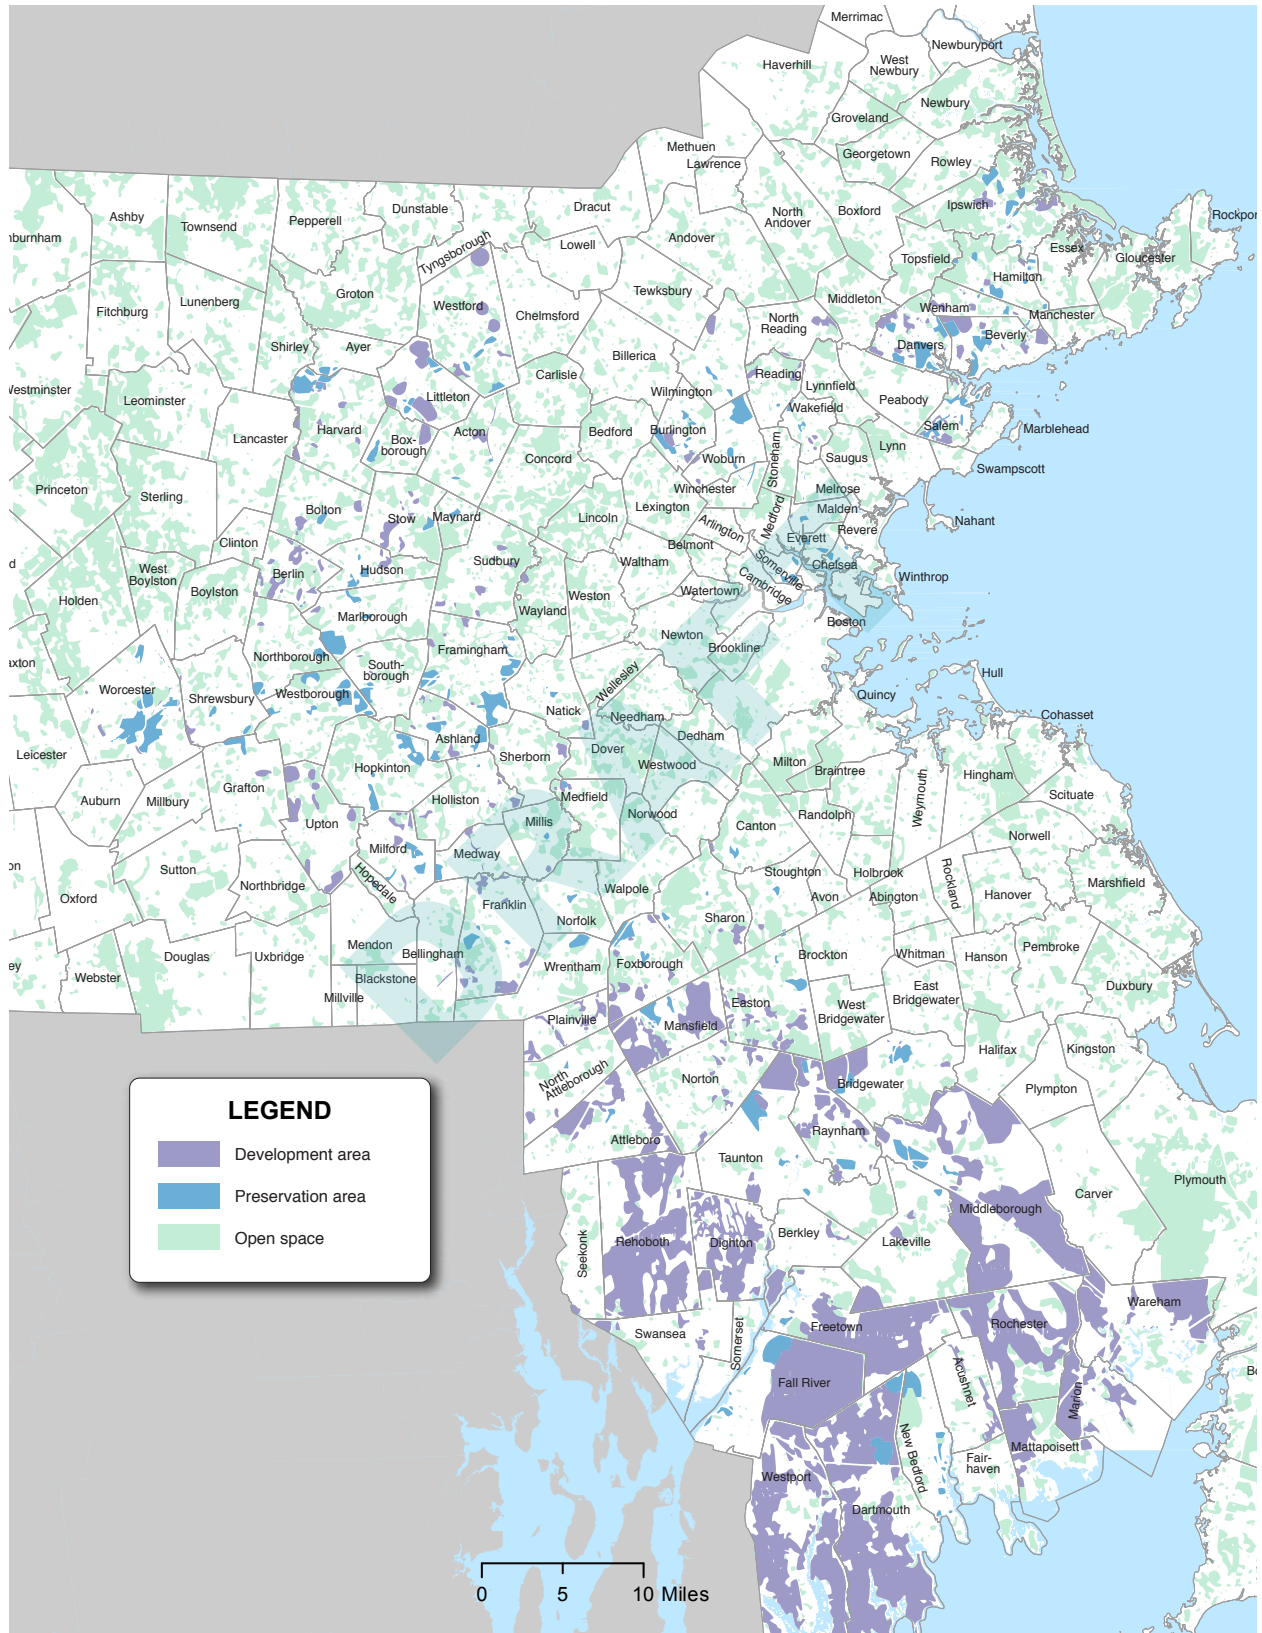 Merrimac
Newburyport
West
Newbury
Haverhill
Newbury
Groveland
Methuen
Lawrence
Georgetown
Rowley
Ipswich
Rockpor
Ashby
Townsend
Pepperell
Dunstable
Dracut
North
Andover
Boxford
nburnham
Tyngsborough
Lowell
Andover
Essex
Gloucester
Topsfield
Hamilton
Groton
Westford
Tewksbury
Middleton
Wenham
Manchester
Fitchburg
Lunenberg
Chelmsford
North
Reading
Beverly
Shirley
Ayer
Billerica
Danvers
Westminster
Leominster
Littleton
Carlisle
Wilmington
Reading
Lynnfield
Peabody
Wakefield
Salem
Marblehead
Lancaster
Harvard
Box-
borough
Acton
Bedford
Burlington
Stoneham
Lynn
Saugus
Concord
Woburn
Swampscott
Princeton
Sterling
Winchester
Melrose
Malden
Bolton
Stow
Maynard
Lincoln
Lexington
Arlington
Medford
Revere
Nahant
Clinton
Belmont
Everett
d
West
Boylston
Berlin
Hudson
Sudbury
Waltham
Somerville
Chelsea
Winthrop
Holden
Boylston
Weston
Watertown
Cambridge
Marlborough
Wayland
Boston
Newton
Brookline
axton
Northborough
South-
borough
Framingham
Wellesley
Hull
Worcester
Shrewsbury
Westborough
Natick
Needham
Quincy
Cohasset
Ashland
Dedham
Leicester
Hopkinton
Sherborn
Dover
Westwood
Milton
Braintree
Weymouth
Hingham
Scituate
Auburn
Millbury
Grafton
Holliston
Medfield
Norwood
Canton
Randolph
Upton
Millis
Norwell
on
Sutton
Milford
Medway
Hopedale
Stoughton
Holbrook
Rockland
Marshfield
Oxford
Northbridge
Franklin
Walpole
Avon
Abington
Hanover
Norfolk
Sharon
Mendon
Bellingham
Brockton
Whitman
Hanson
Pembroke
ey
Webster
Douglas
Uxbridge
Blackstone
Wrentham
Foxborough
Millville
Easton
West
Bridgewater
East
Bridgewater
Duxbury
Plainville
Mansfield
Halifax
Kingston
North
Attleborough
Norton
Bridgewater
Plympton
LEGEND
Development area
Preservation area
Open space
Attleboro
Raynham
Taunton
Plymouth
Carver
Middleborough
Seekonk
Rehoboth
Dighton
Berkley
Lakeville
Wareham
Swansea
Somerset
Freetown
Rochester
Fall River
Acushnet
Marion
Bo
New Bedford
Mattapoisett
Fair-
haven
Westport
Dartmouth
0 5 10 Miles
DRAFT